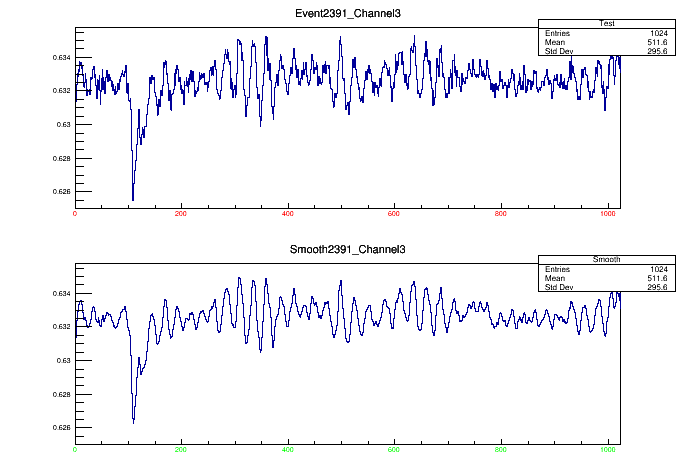 Event2391_Channel3
Test
Entries 1024
Mean 511.6
Std Dev 295.6
0.634
0.632
0.63
0.628
0.626
0 200 400 600 800 1000
Smooth2391_Channel3
Smooth
Entries 1024
Mean 511.6
Std Dev 295.6
0.634
0.632
0.63
0.628
0.626
0 200 400 600 800 1000